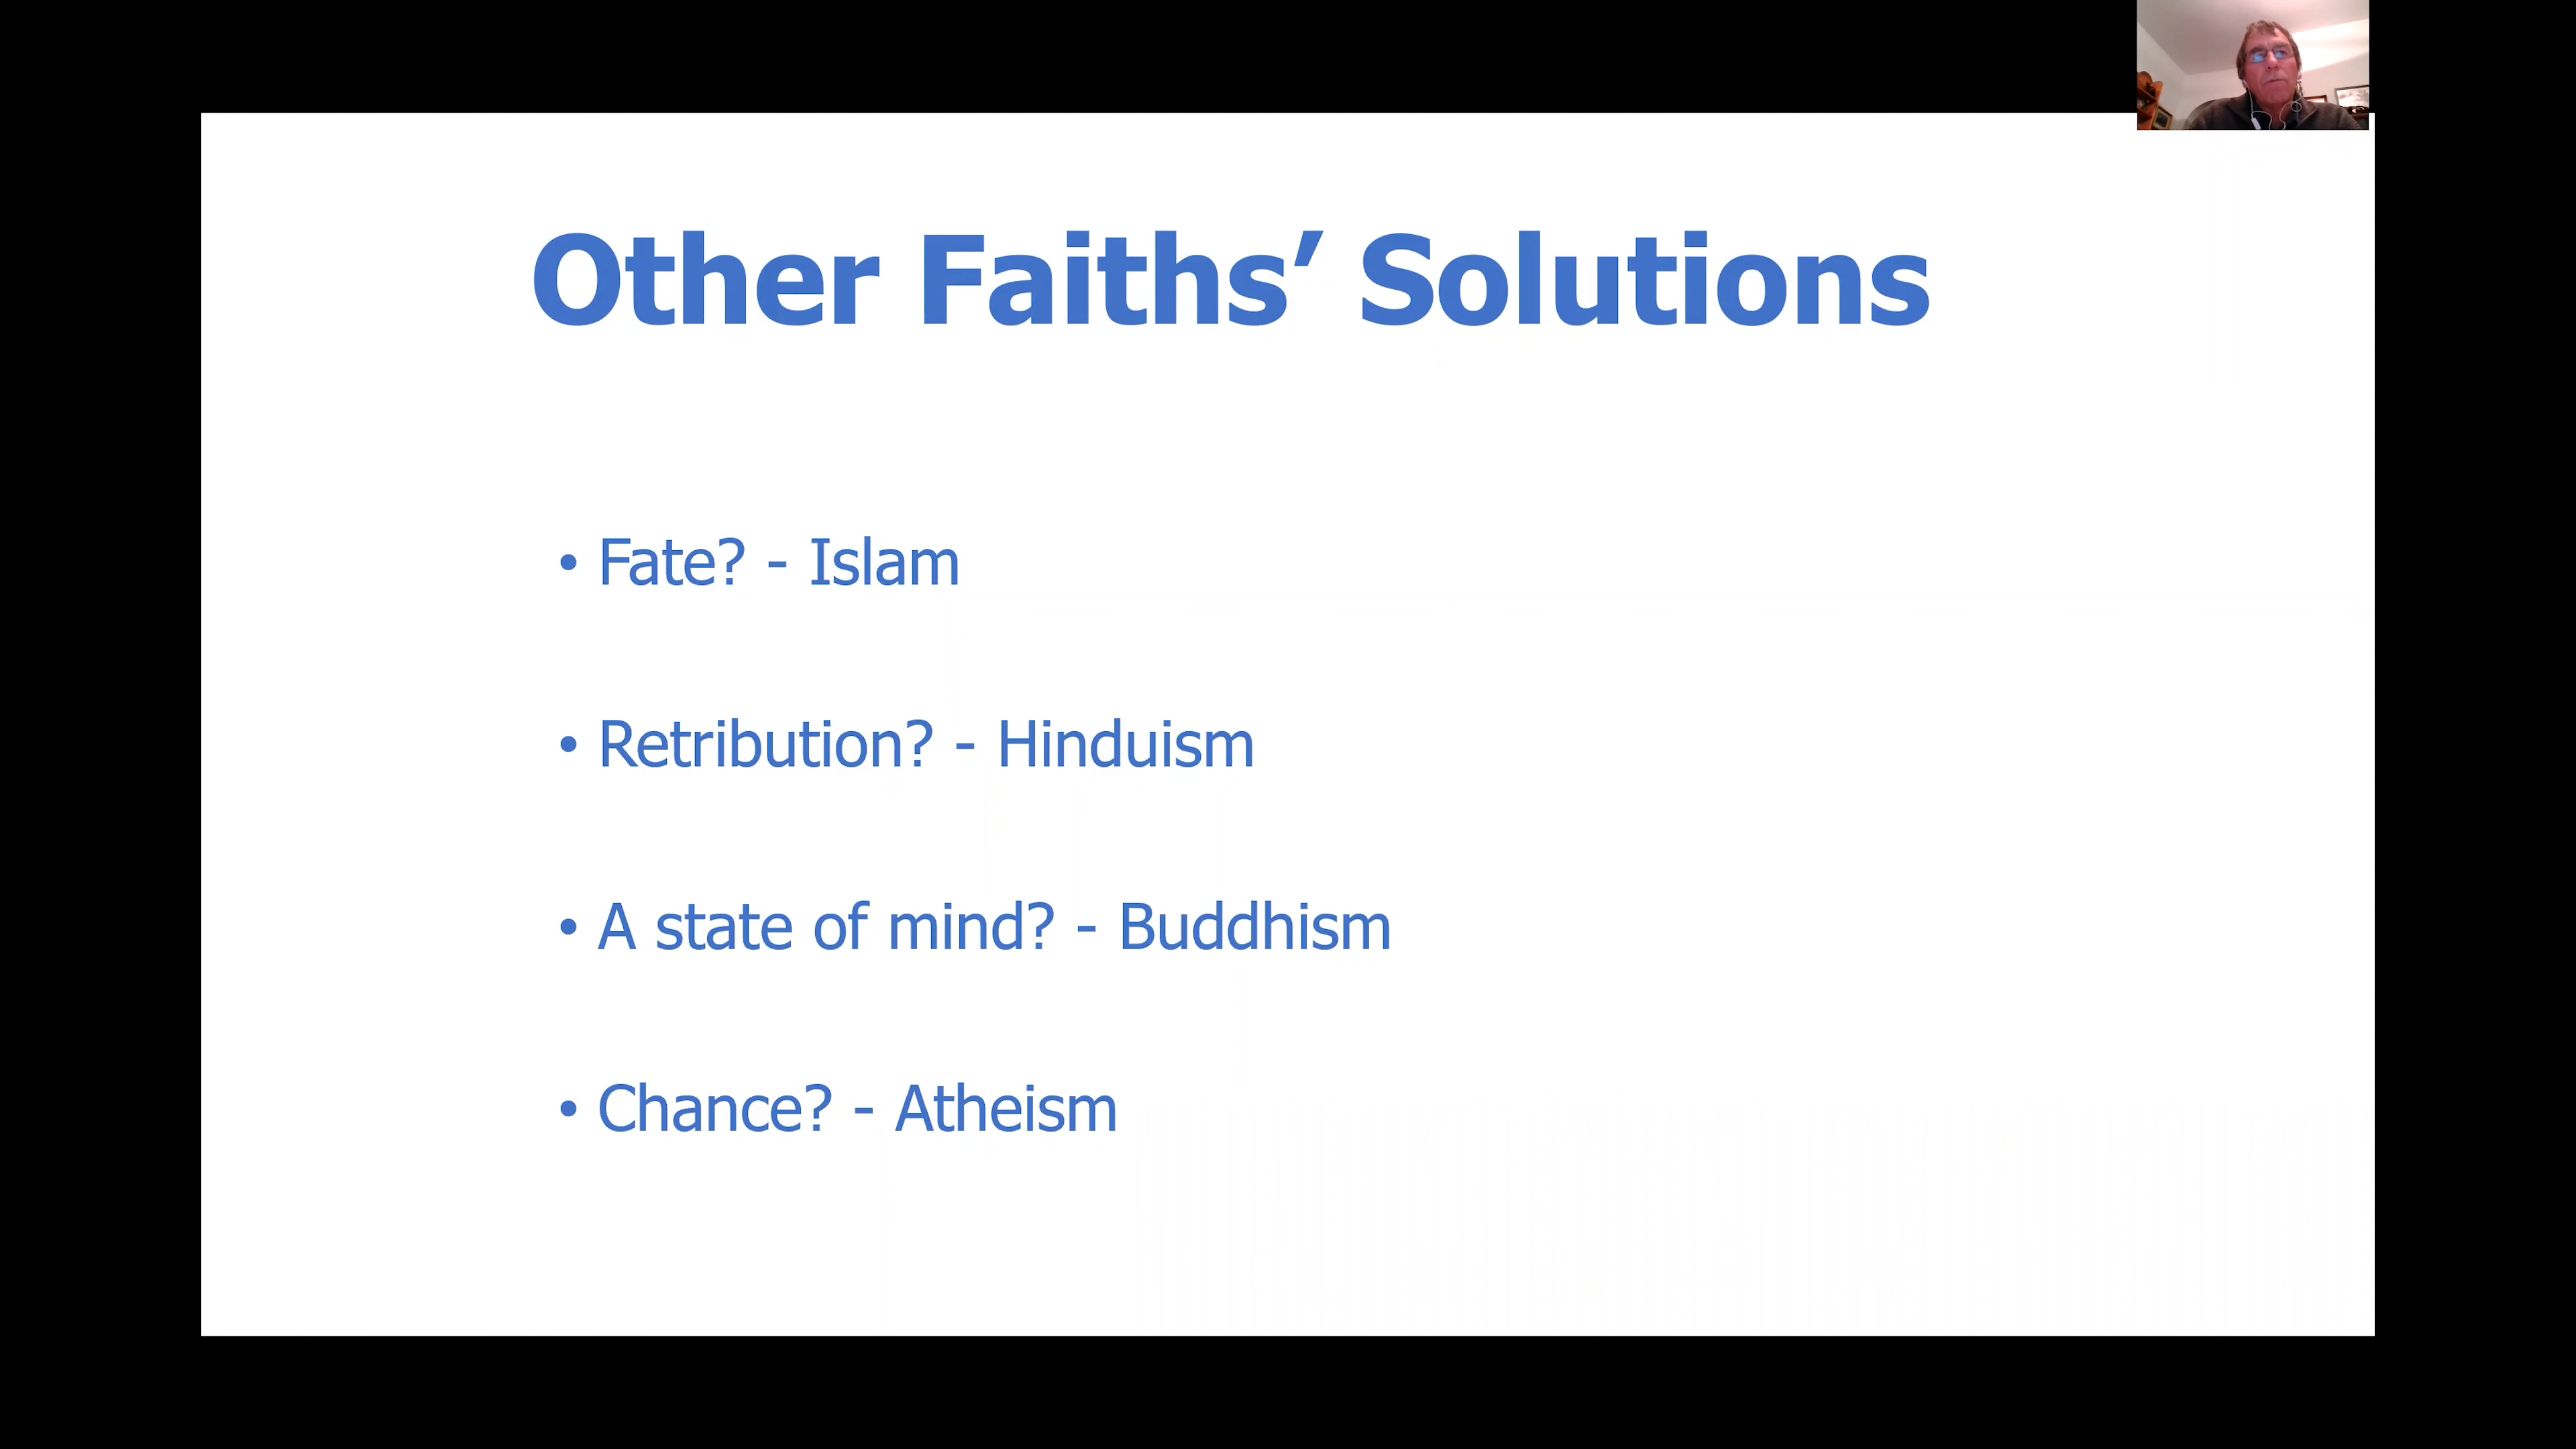 Other Faiths’ Solutions
• Fate? - Islam
• Retribution? - Hinduism
• A state of mind? - Buddhism
• Chance? - Atheism